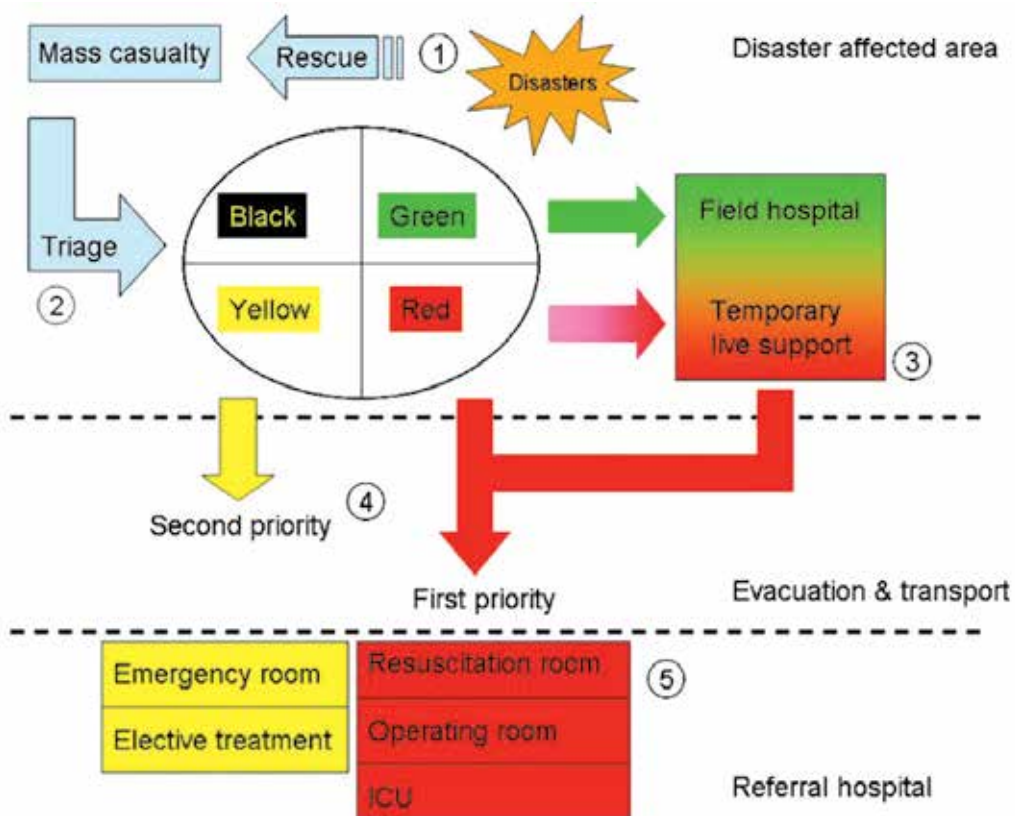 Mass casualty
Rescue
1
Disasters
Disaster affected area
Black
Green
Field hospital
Triage
2
Yellow
Red
Temporary
live support
3
4
Second priority
First priority
Evacuation & transport
Emergency room
Resuscitation room
5
Elective treatment
Operating room
ICU
Referral hospital